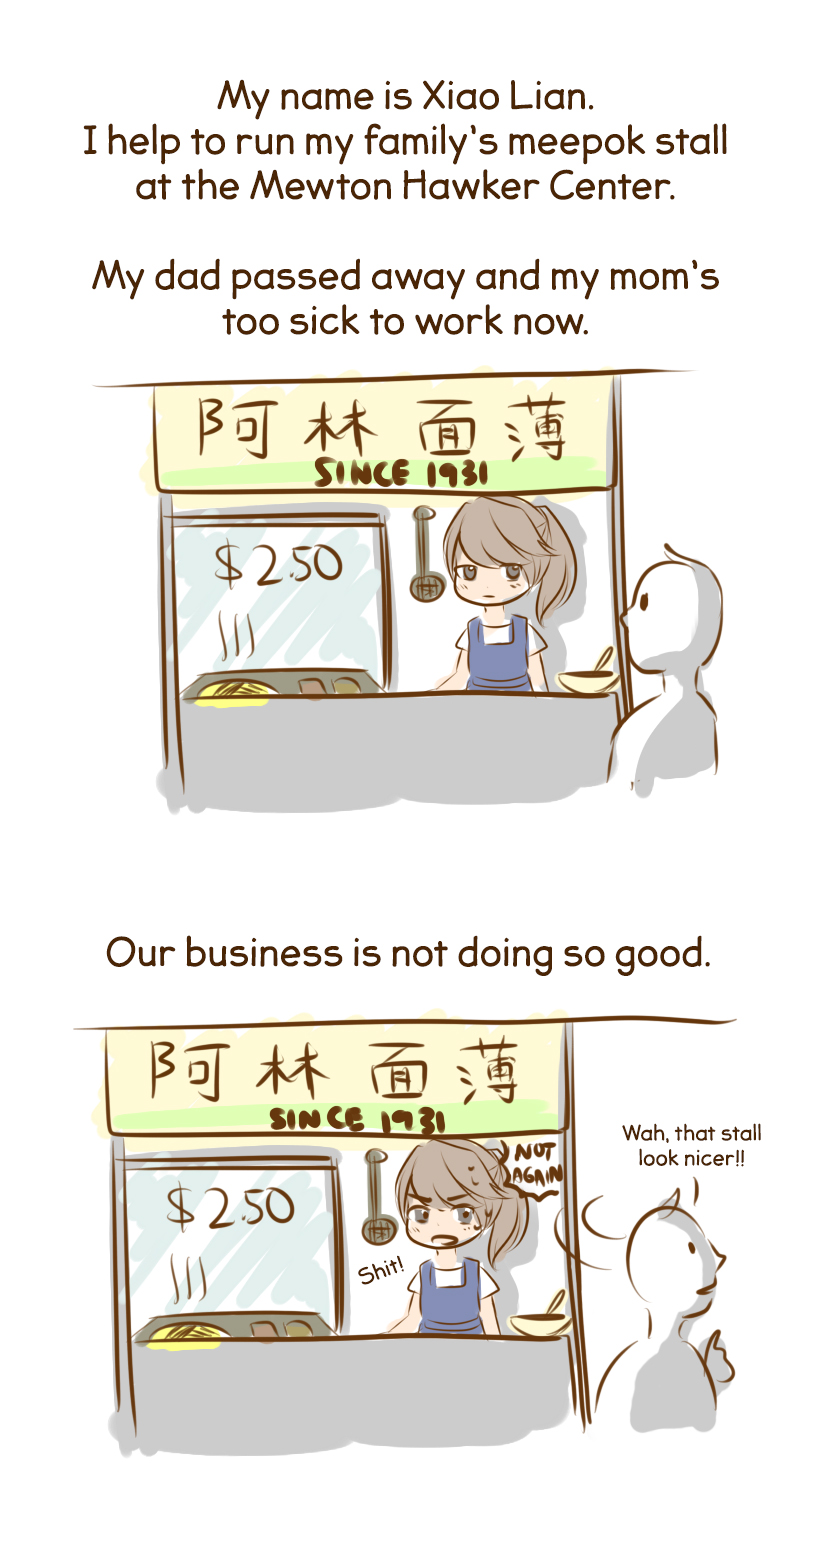 My name is Xiao Lian.
I help to run my family's meepok stall
at the Mewton Hawker Center.
My dad passed away and my mom's
too sick to work now.
阿林面薄
SINCE 1931
$2.50
Our business is not doing so good.
阿林面薄
SINCE 1931
NOT
AGAIN
Wah, that stall
look nicer!!
$2.50
Shit!